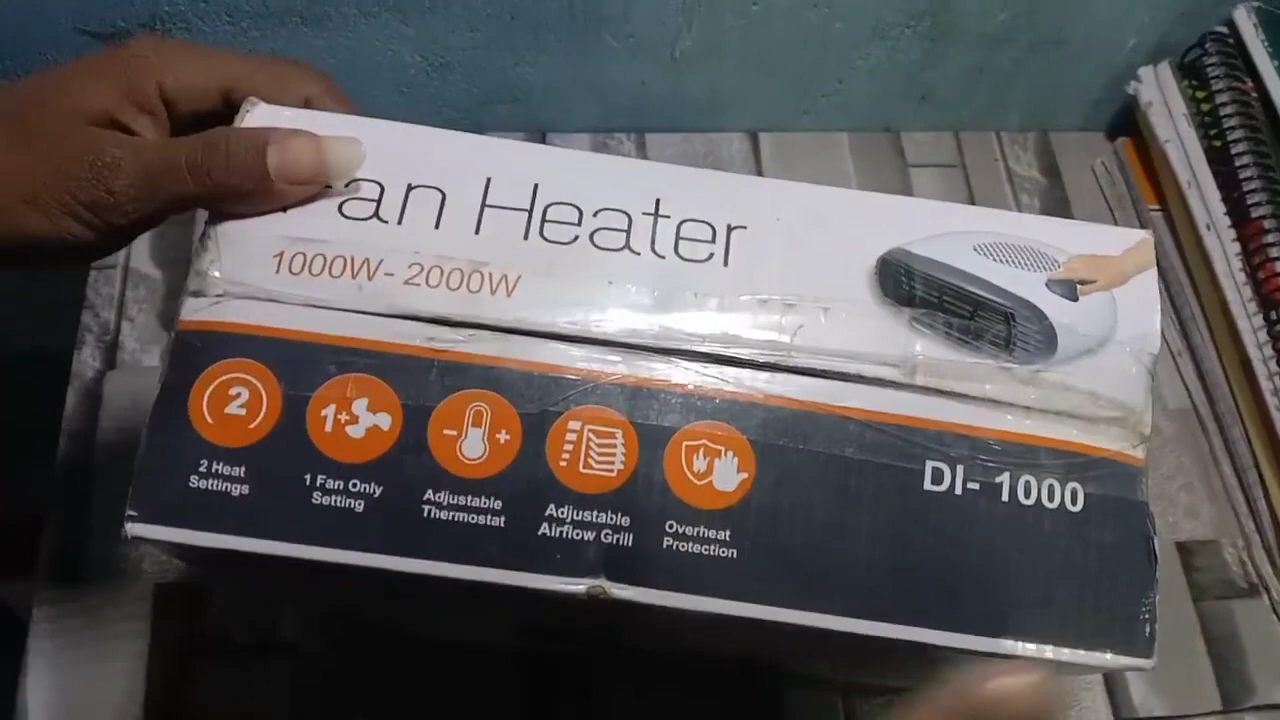 Fan Heater
1000W- 2000W
2
2 Heat
Settings
1+
1 Fan Only
Setting
- +
Adjustable
Thermostat
Adjustable
Airflow Grill
Overheat
Protection
DI- 1000